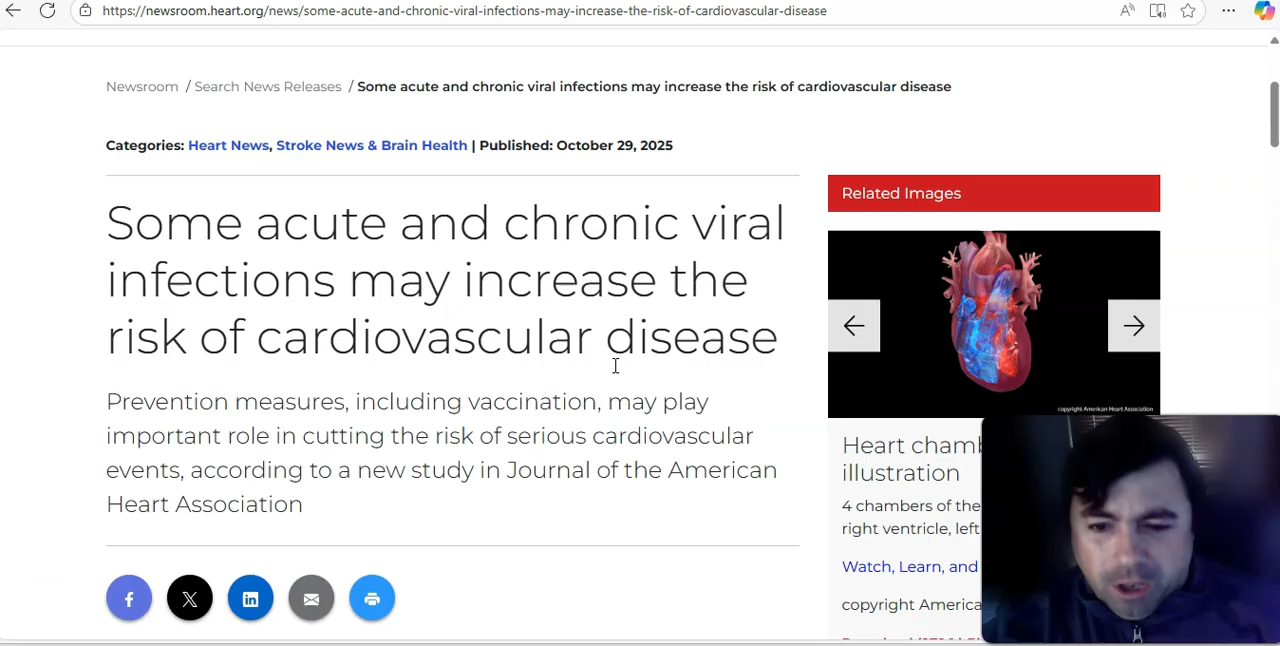 https://newsroom.heart.org/news/some-acute-and-chronic-viral-infections-may-increase-the-risk-of-cardiovascular-disease
Newsroom / Search News Releases / Some acute and chronic viral infections may increase the risk of cardiovascular disease
Categories: Heart News, Stroke News & Brain Health | Published: October 29, 2025
Some acute and chronic viral
infections may increase the
risk of cardiovascular disease
Prevention measures, including vaccination, may play
important role in cutting the risk of serious cardiovascular
events, according to a new study in Journal of the American
Heart Association
Related Images
copyright American Heart Association
Heart chamb
illustration
4 chambers of the
right ventricle, left
Watch, Learn, and
copyright America